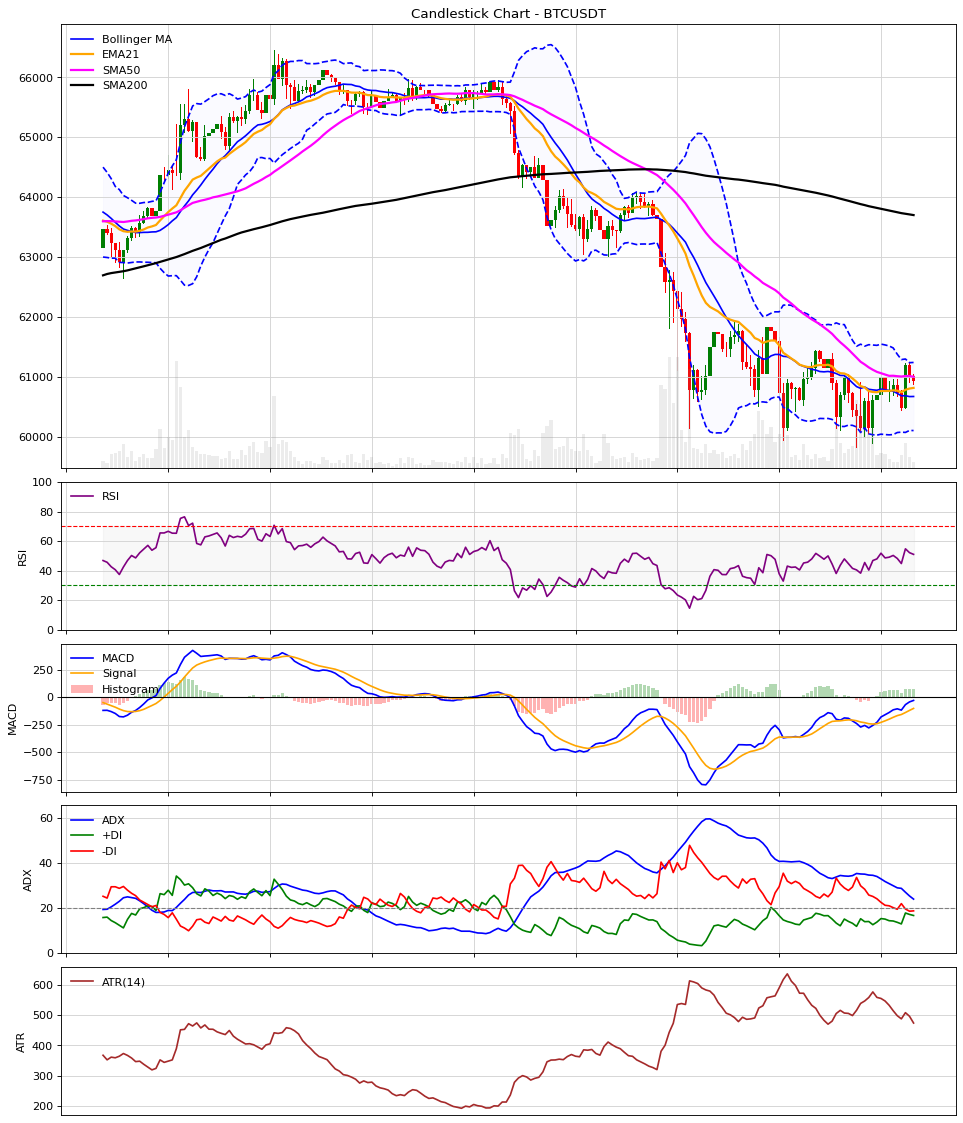 Candlestick Chart - BTCUSDT
Bollinger MA
EMA21
SMA50
SMA200
66000
65000
64000
63000
62000
61000
60000
RSI
100
80
60
40
20
0
RSI
MACD
Signal
Histogram
250
0
−250
−500
−750
MACD
ADX
+DI
-DI
60
40
20
0
ADX
ATR(14)
600
500
400
300
200
ATR